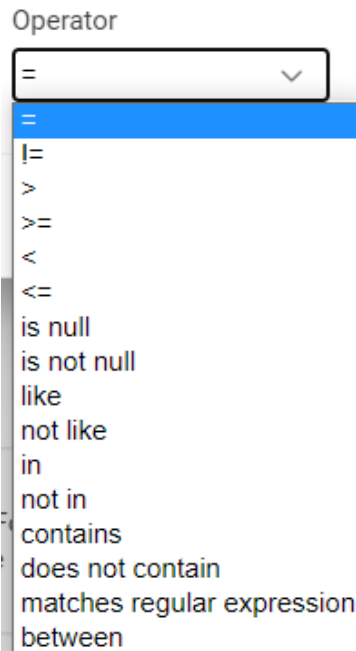 Operator
=
=
!=
>
>=
<
<=
is null
is not null
like
not like
in
not in
contains
does not contain
matches regular expression
between